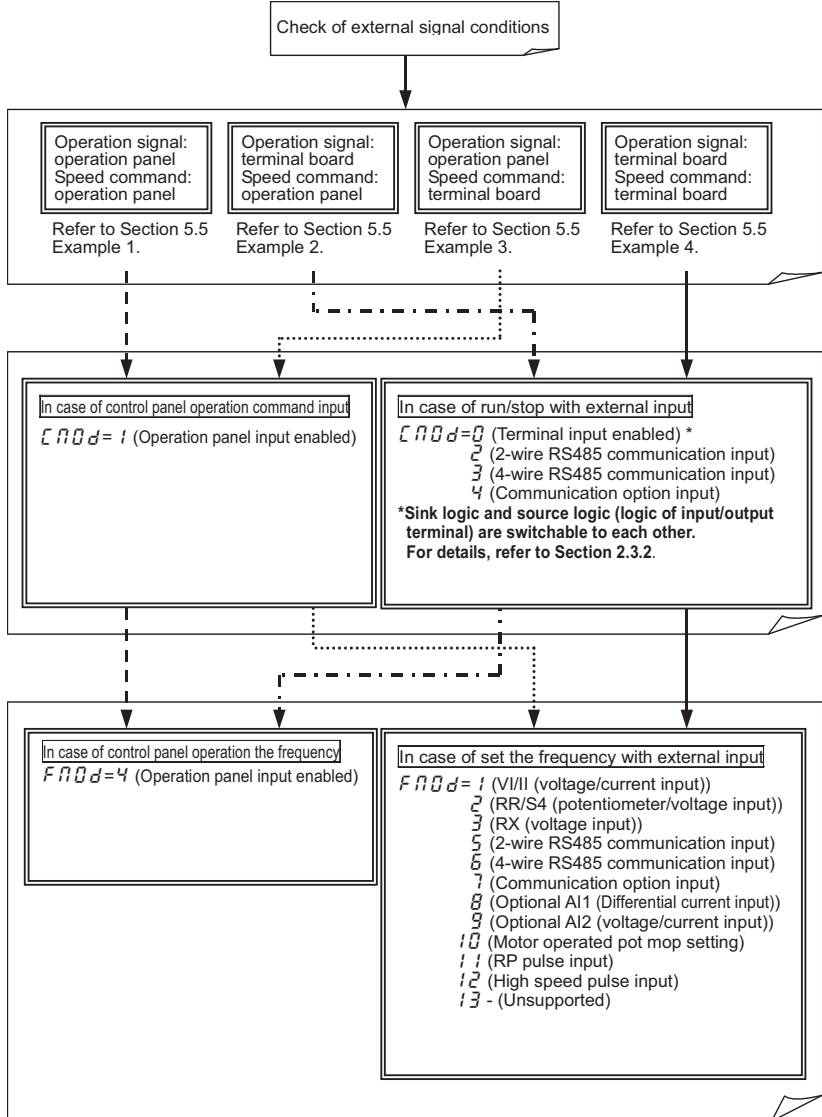 Check of external signal conditions
Operation signal:
operation panel
Speed command:
operation panel
Refer to Section 5.5
Example 1.
Operation signal:
terminal board
Speed command:
operation panel
Refer to Section 5.5
Example 2.
Operation signal:
operation panel
Speed command:
terminal board
Refer to Section 5.5
Example 3.
Operation signal:
terminal board
Speed command:
terminal board
Refer to Section 5.5
Example 4.
In case of control panel operation command input
CMOd=1 (Operation panel input enabled)
In case of run/stop with external input
CMOd=0 (Terminal input enabled) *
2 (2-wire RS485 communication input)
3 (4-wire RS485 communication input)
4 (Communication option input)
*Sink logic and source logic (logic of input/output
terminal) are switchable to each other.
For details, refer to Section 2.3.2.
In case of control panel operation the frequency
FMOd=4 (Operation panel input enabled)
In case of set the frequency with external input
FMOd=1 (VI/II (voltage/current input))
2 (RR/S4 (potentiometer/voltage input))
3 (RX (voltage input))
5 (2-wire RS485 communication input)
6 (4-wire RS485 communication input)
7 (Communication option input)
8 (Optional AI1 (Differential current input))
9 (Optional AI2 (voltage/current input))
10 (Motor operated pot mop setting)
11 (RP pulse input)
12 (High speed pulse input)
13 - (Unsupported)